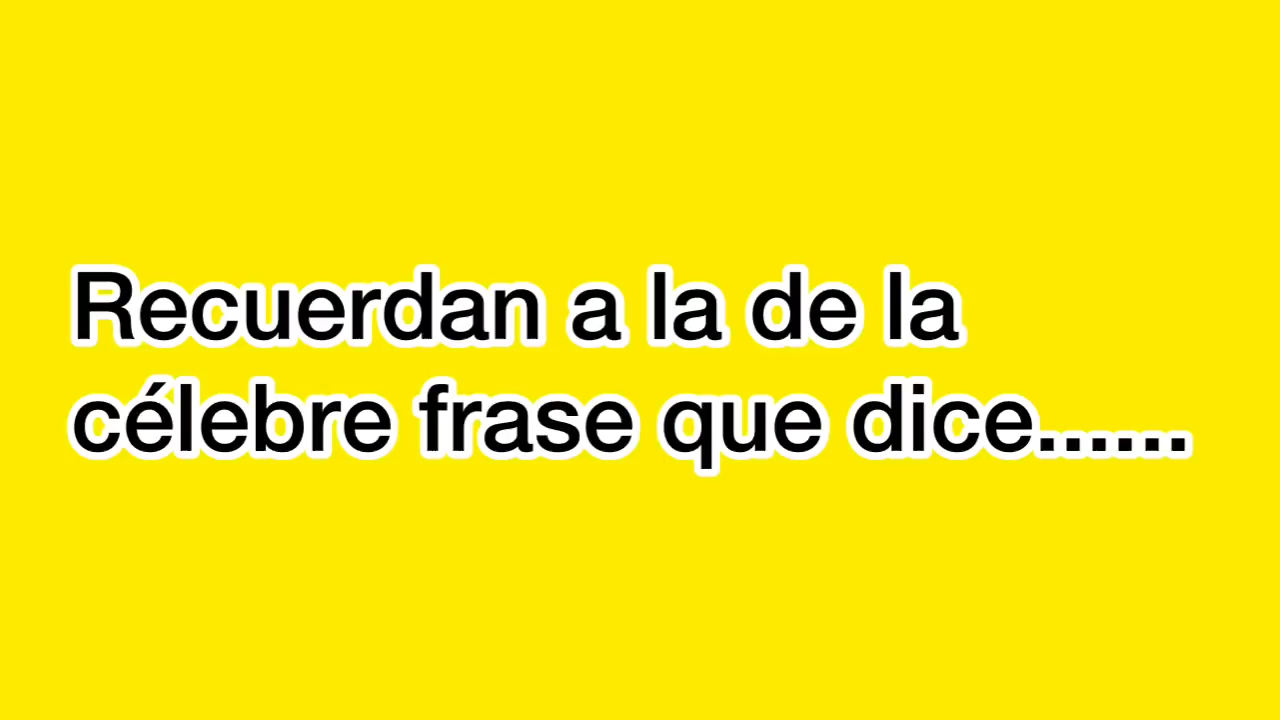 Recuerdan a la de la
célebre frase que dice......